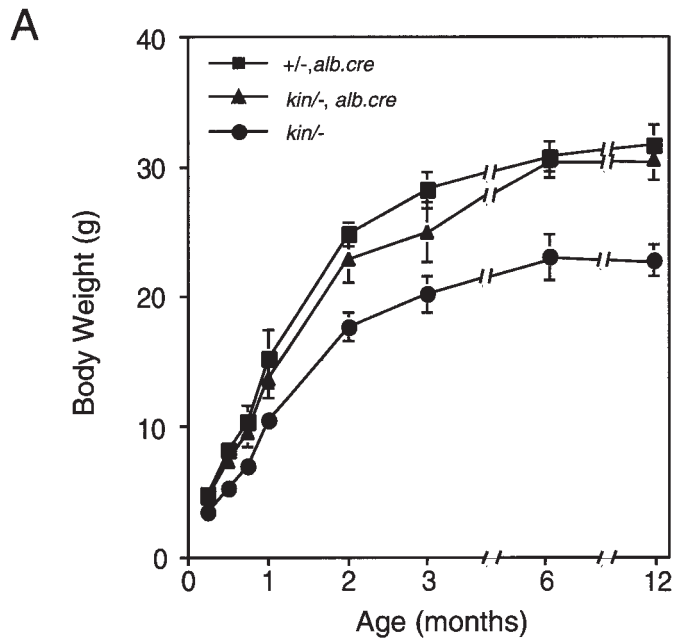 A
40
30
20
10
0
Body Weight (g)
+/-,alb.cre
kin/-, alb.cre
kin/-
0 1 2 3 6 12
Age (months)